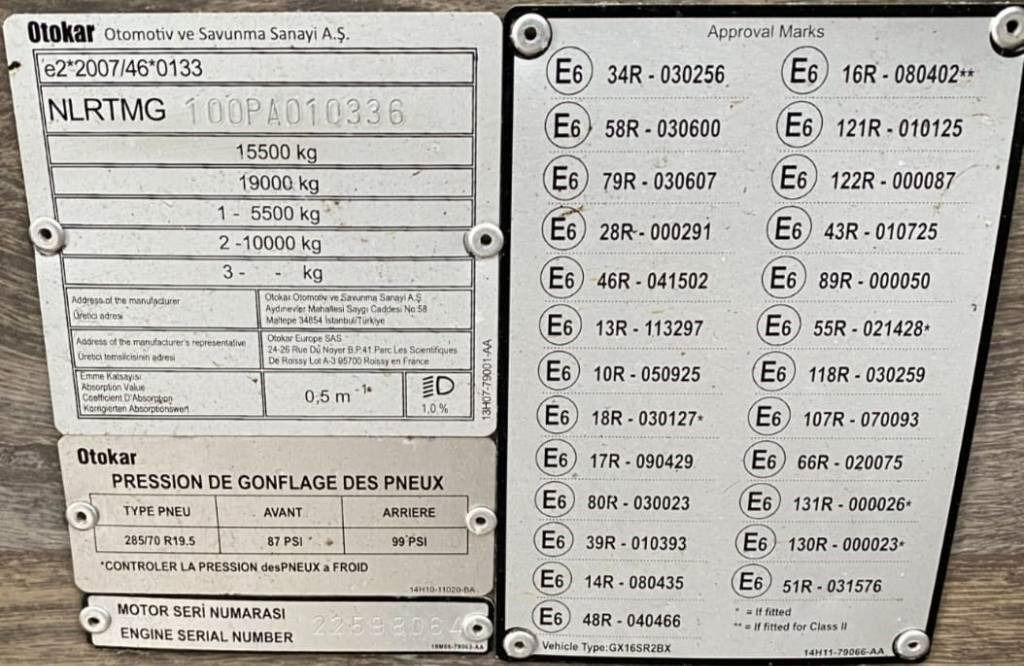 Otokar Otomotiv ve Savunma Sanayi A.Ş.
e2*2007/46*0133
NLRTMG 100PA010336
15500 kg
19000 kg
1 - 5500 kg
2 -10000 kg
3 - - kg
Address of the manufacturer
Üretici adresi
Otokar Otomotiv ve Savunma Sanayi A.Ş
Aydınevler Mahallesi Saygı Caddesi No:58
Maltepe 34854 İstanbul/Türkiye
Address of the manufacturer's representative
Üretici temsilcisinin adresi
Otokar Europe SAS
24-26 Rue Du Noyer B.P.41 Parc Les Scientifiques
De Roissy Lot A-3 95700 Roissy en France
Emme Katsayısı
Absorption Value
Coefficient D'Absorption
Korrigierten Absorptionswert
0,5 m -1
1,0 %
13H07-79001-AA
Otokar
PRESSION DE GONFLAGE DES PNEUX
TYPE PNEU AVANT ARRIERE
285/70 R19.5 87 PSI 99 PSI
*CONTROLER LA PRESSION desPNEUX a FROID
14H10-11020-BA
MOTOR SERİ NUMARASI
ENGINE SERIAL NUMBER
Approval Marks
E6 34R - 030256 E6 16R - 080402**
E6 58R - 030600 E6 121R - 010125
E6 79R - 030607 E6 122R - 000087
E6 28R - 000291 E6 43R - 010725
E6 46R - 041502 E6 89R - 000050
E6 13R - 113297 E6 55R - 021428*
E6 10R - 050925 E6 118R - 030259
E6 18R - 030127* E6 107R - 070093
E6 17R - 090429 E6 66R - 020075
E6 80R - 030023 E6 131R - 000026*
E6 39R - 010393 E6 130R - 000023*
E6 14R - 080435 E6 51R - 031576
E6 48R - 040466
* = If fitted
** = If fitted for Class II
Vehicle Type:GX16SR2BX
14H11-79066-AA